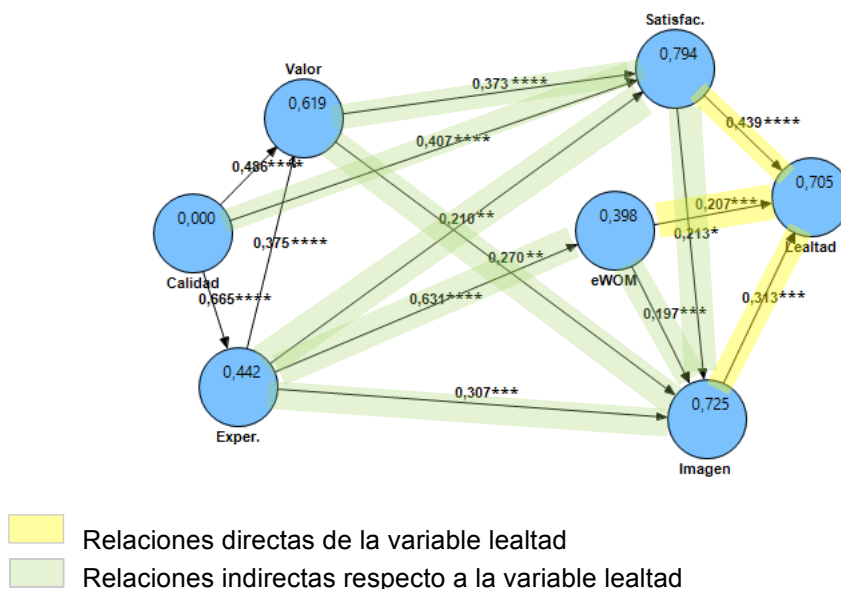 Satisfac.
0,794
Valor
0,619
0,373****
0,439****
0,407****
0,486****
0,705
0,207***
0,000
0,398
0,210**
0,213*
0,375****
Lealtad
0,270**
Calidad
eWOM
0,665****
0,631****
0,313***
0,197***
0,442
0,307***
0,725
Exper.
Imagen
Relaciones directas de la variable lealtad
Relaciones indirectas respecto a la variable lealtad